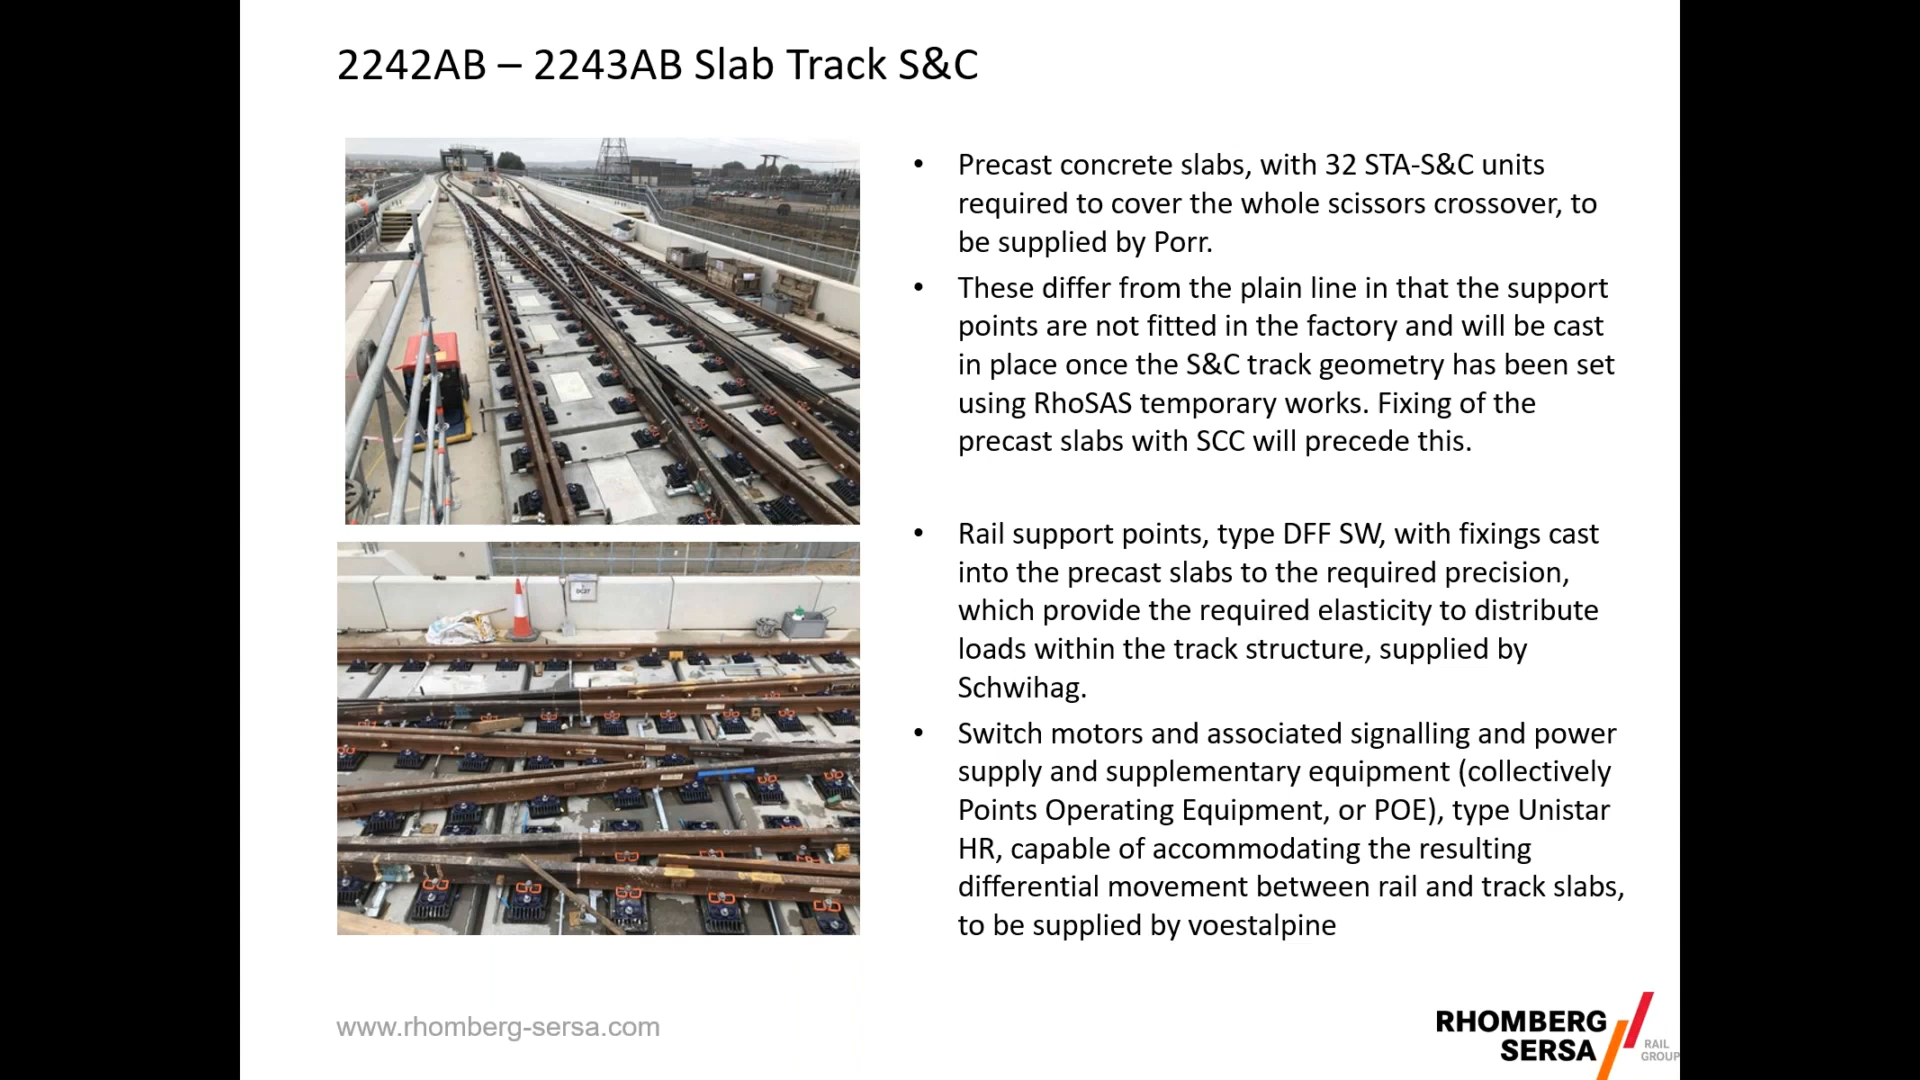 2242AB – 2243AB Slab Track S&C
• Precast concrete slabs, with 32 STA-S&C units
required to cover the whole scissors crossover, to
be supplied by Porr.
• These differ from the plain line in that the support
points are not fitted in the factory and will be cast
in place once the S&C track geometry has been set
using RhoSAS temporary works. Fixing of the
precast slabs with SCC will precede this.
• Rail support points, type DFF SW, with fixings cast
into the precast slabs to the required precision,
which provide the required elasticity to distribute
loads within the track structure, supplied by
Schwihag.
• Switch motors and associated signalling and power
supply and supplementary equipment (collectively
Points Operating Equipment, or POE), type Unistar
HR, capable of accommodating the resulting
differential movement between rail and track slabs,
to be supplied by voestalpine
www.rhomberg-sersa.com
RHOMBERG
SERSA
RAIL
GROUP